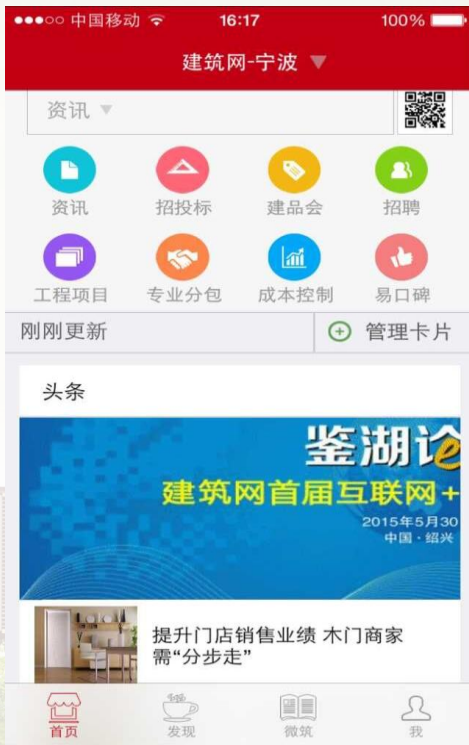 中国移动 16:17 100%
建筑网-宁波
资讯
资讯 招投标 建品会 招聘
工程项目 专业分包 成本控制 易口碑
刚刚更新 管理卡片
头条
鉴湖论e
建筑网首届互联网+
2015年5月30
中国·绍兴
提升门店销售业绩 木门商家
需“分步走”
首页 发现 微筑 我